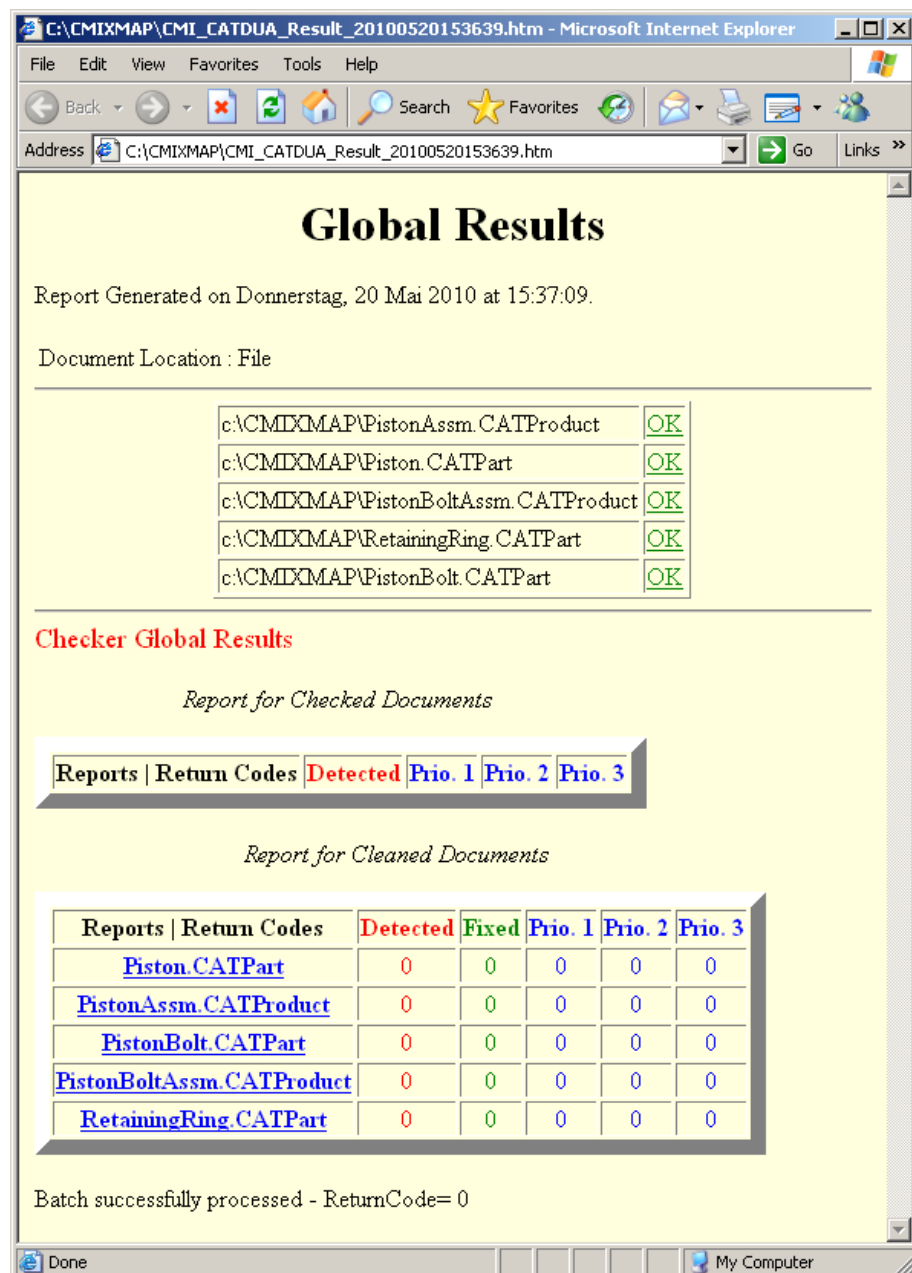 C:\CMIXMAP\CMI_CATDUA_Result_20100520153639.htm - Microsoft Internet Explorer
File Edit View Favorites Tools Help
Back Search Favorites
Address C:\CMIXMAP\CMI_CATDUA_Result_20100520153639.htm Go Links »
Global Results
Report Generated on Donnerstag, 20 Mai 2010 at 15:37:09.
Document Location : File
c:\CMIXMAP\PistonAssm.CATProduct OK
c:\CMIXMAP\Piston.CATPart OK
c:\CMIXMAP\PistonBoltAssm.CATProduct OK
c:\CMIXMAP\RetainingRing.CATPart OK
c:\CMIXMAP\PistonBolt.CATPart OK
Checker Global Results
Report for Checked Documents
Reports | Return Codes Detected Prio. 1 Prio. 2 Prio. 3
Report for Cleaned Documents
Reports | Return Codes Detected Fixed Prio. 1 Prio. 2 Prio. 3
Piston.CATPart 0 0 0 0 0
PistonAssm.CATProduct 0 0 0 0 0
PistonBolt.CATPart 0 0 0 0 0
PistonBoltAssm.CATProduct 0 0 0 0 0
RetainingRing.CATPart 0 0 0 0 0
Batch successfully processed - ReturnCode= 0
Done My Computer